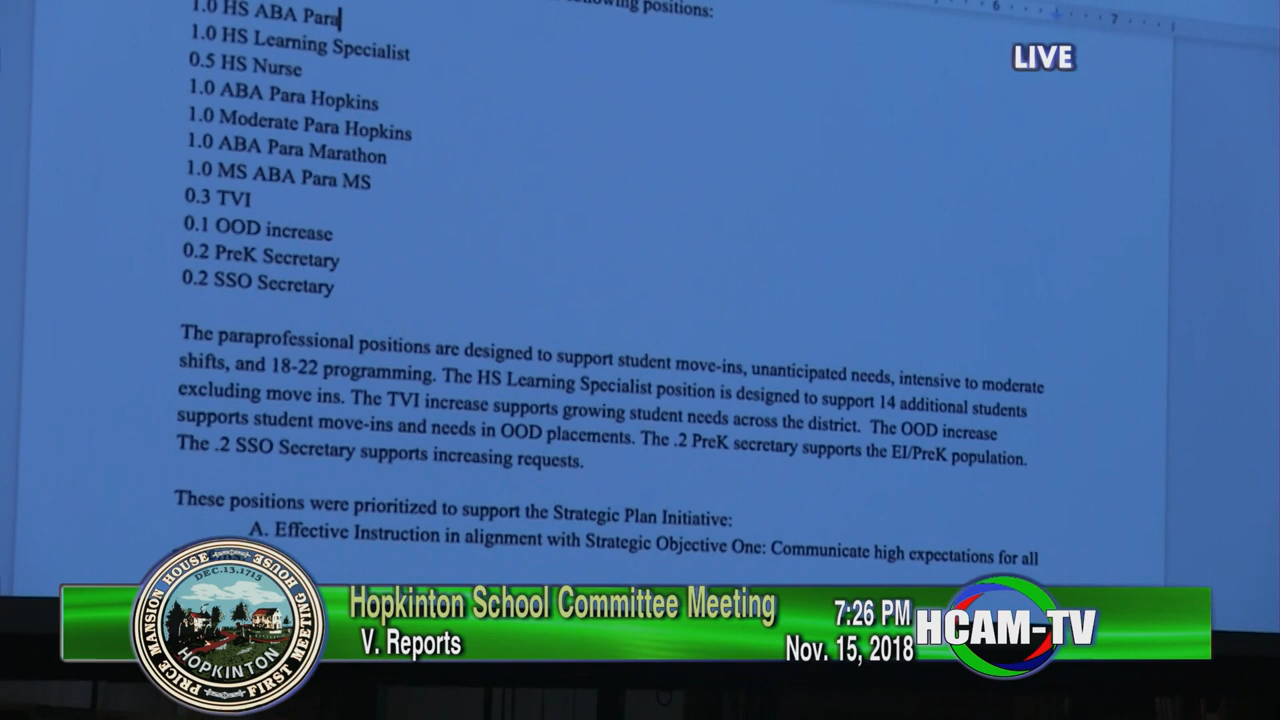 following positions:
1.0 HS ABA Para
6 7
LIVE
1.0 HS Learning Specialist
0.5 HS Nurse
1.0 ABA Para Hopkins
1.0 Moderate Para Hopkins
1.0 ABA Para Marathon
1.0 MS ABA Para MS
0.3 TVI
0.1 OOD increase
0.2 PreK Secretary
0.2 SSO Secretary
The paraprofessional positions are designed to support student move-ins, unanticipated needs, intensive to moderate
shifts, and 18-22 programming. The HS Learning Specialist position is designed to support 14 additional students
excluding move ins. The TVI increase supports growing student needs across the district. The OOD increase
supports student move-ins and needs in OOD placements. The .2 PreK secretary supports the EI/PreK population.
The .2 SSO Secretary supports increasing requests.
These positions were prioritized to support the Strategic Plan Initiative:
A. Effective Instruction in alignment with Strategic Objective One: Communicate high expectations for all
PRICE MANSION HOUSE FIRST MEETING HOUSE
DEC.13.1715
HOPKINTON
Hopkinton School Committee Meeting
V. Reports
7:26 PM
Nov. 15, 2018
HCAM-TV